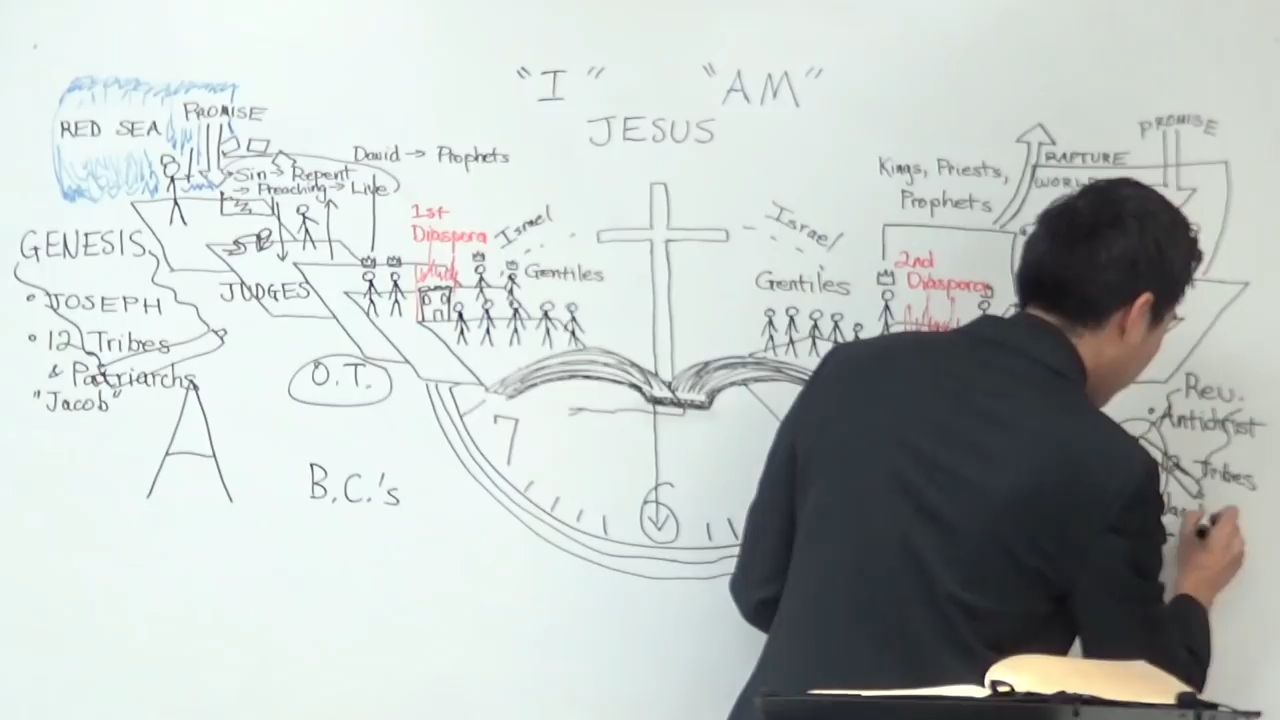 "I" "AM"
JESUS
RED SEA
PROMISE
Sin → Repent
→ Preaching → Live
David → Prophets
GENESIS
• JOSEPH
• 12 Tribes
& Patriarchs
"Jacob"
JUDGES
1st
Diaspora
Israel
Gentiles
O.T.
B.C.'s
7
6
Israel
Gentiles
Kings, Priests,
Prophets
2nd
Diaspora
RAPTURE
PROMISE
Rev.
• Antichrist
Tribes